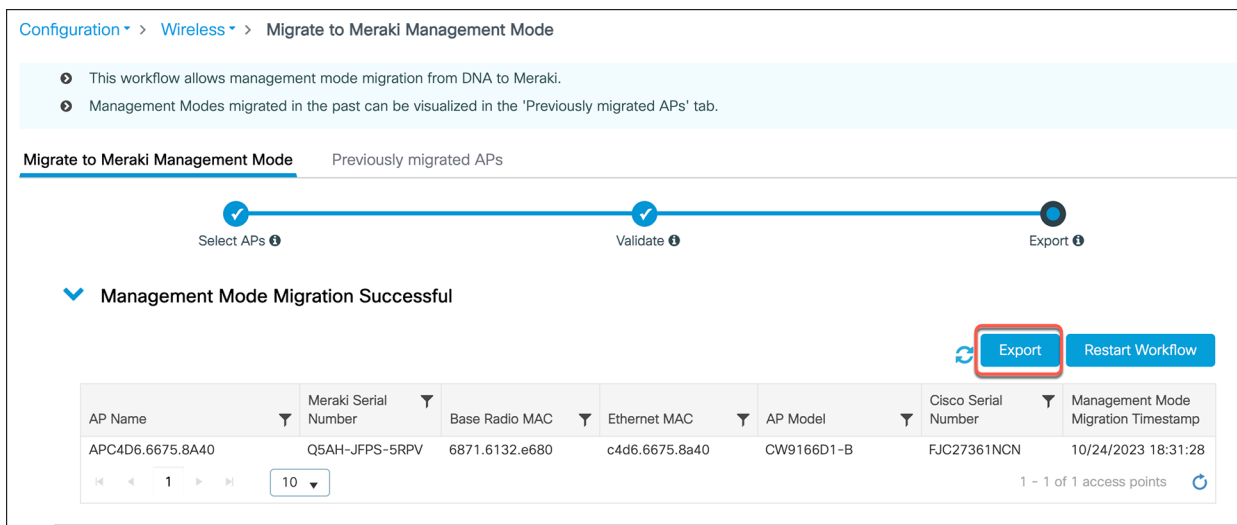 Configuration > Wireless > Migrate to Meraki Management Mode
This workflow allows management mode migration from DNA to Meraki.
Management Modes migrated in the past can be visualized in the 'Previously migrated APs' tab.
Migrate to Meraki Management Mode Previously migrated APs
Select APs Validate Export
Management Mode Migration Successful
Export Restart Workflow
AP Name Meraki Serial Number Base Radio MAC Ethernet MAC AP Model Cisco Serial Number Management Mode Migration Timestamp
APC4D6.6675.8A40 Q5AH-JFPS-5RPV 6871.6132.e680 c4d6.6675.8a40 CW9166D1-B FJC27361NCN 10/24/2023 18:31:28
1 10 1 - 1 of 1 access points